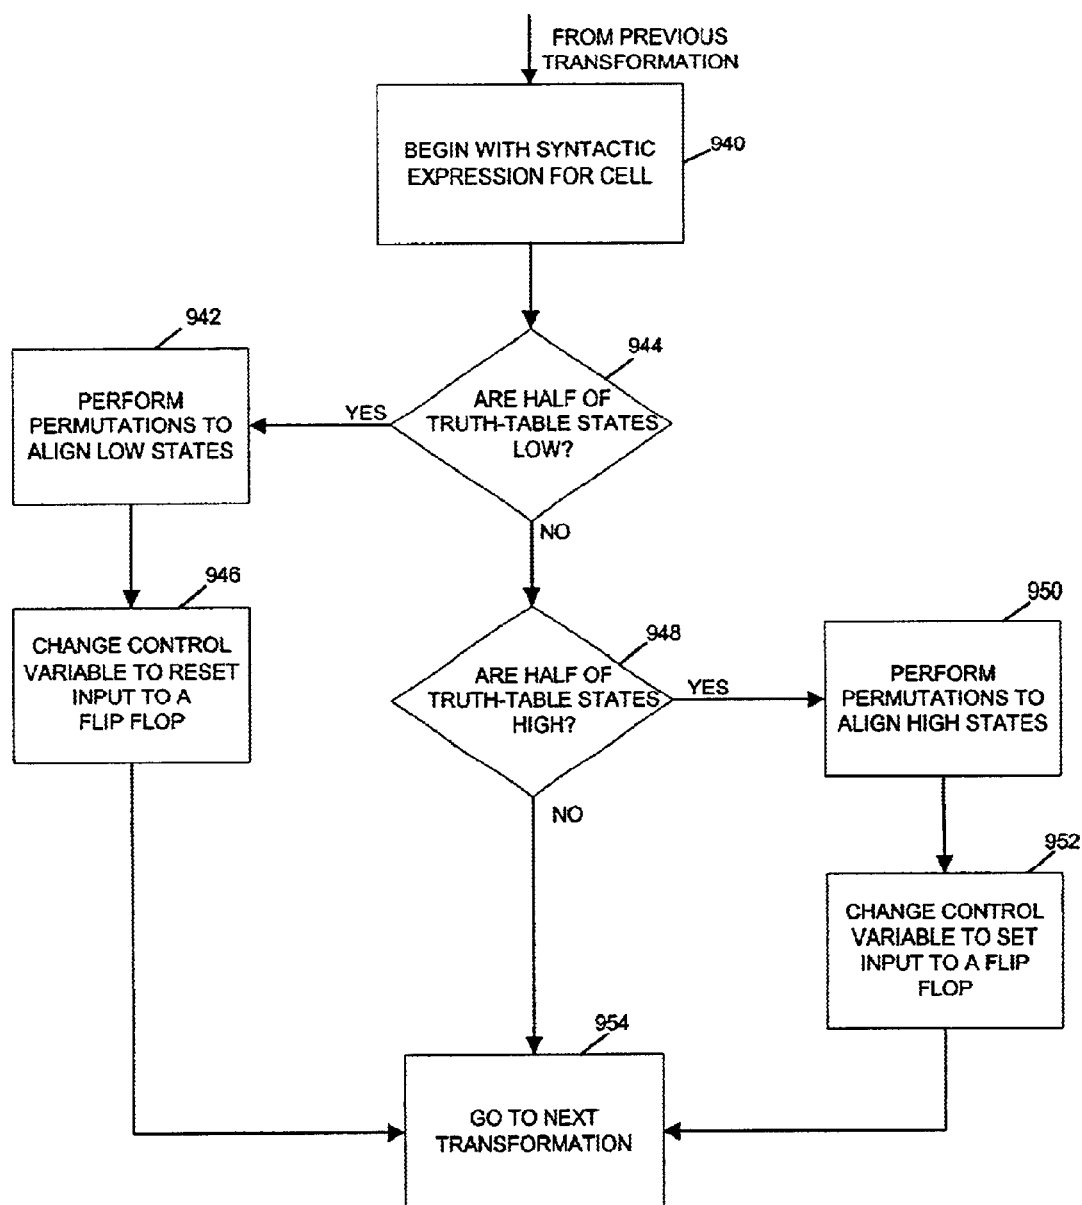 FROM PREVIOUS
TRANSFORMATION
BEGIN WITH SYNTACTIC
EXPRESSION FOR CELL
940
942
944
PERFORM
PERMUTATIONS TO
ALIGN LOW STATES
YES
ARE HALF OF
TRUTH-TABLE STATES
LOW?
NO
946
CHANGE CONTROL
VARIABLE TO RESET
INPUT TO A
FLIP FLOP
948
ARE HALF OF
TRUTH-TABLE STATES
HIGH?
YES
950
PERFORM
PERMUTATIONS TO
ALIGN HIGH STATES
NO
952
CHANGE CONTROL
VARIABLE TO SET
INPUT TO A FLIP
FLOP
954
GO TO NEXT
TRANSFORMATION